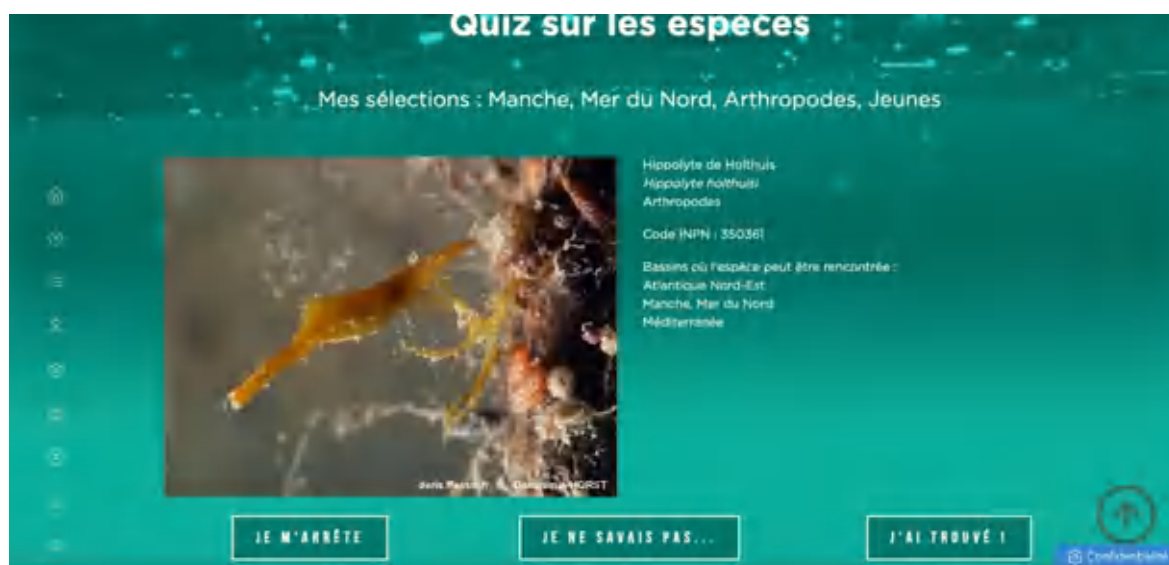 Quiz sur les espèces
Mes sélections : Manche, Mer du Nord, Arthropodes, Jeunes
Hippolyte de Holthuis
Hippolyte holthuisi
Arthropodes
Code INPN : 350361
Bassins où l'espèce peut être rencontrée :
Atlantique Nord-Est
Manche, Mer du Nord
Méditerranée
HORST
JE M'ARRÊTE
JE NE SAVAIS PAS...
J'AI TROUVÉ !
Confidentialité